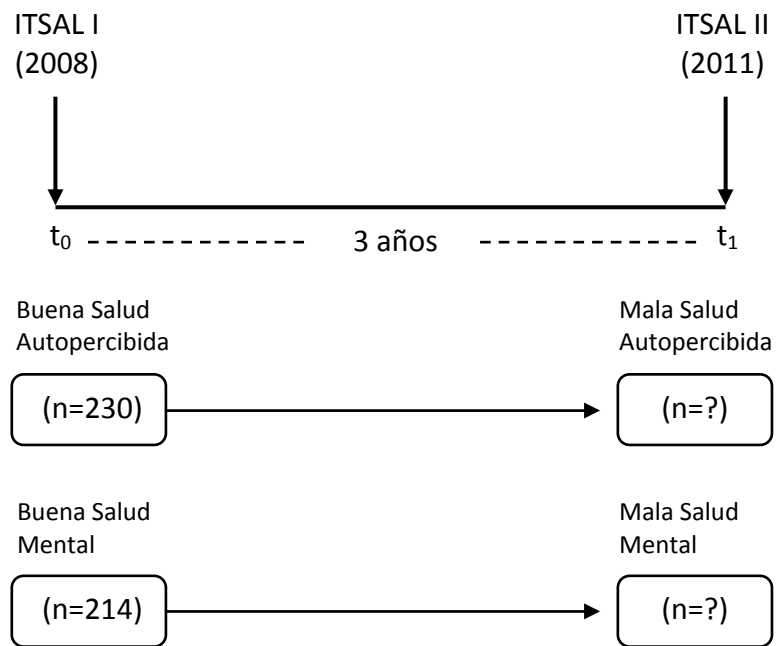 ITSAL I
(2008)
ITSAL II
(2011)
t₀ 3 años t₁
Buena Salud
Autopercibida
Mala Salud
Autopercibida
(n=230)
(n=?)
Buena Salud
Mental
Mala Salud
Mental
(n=214)
(n=?)